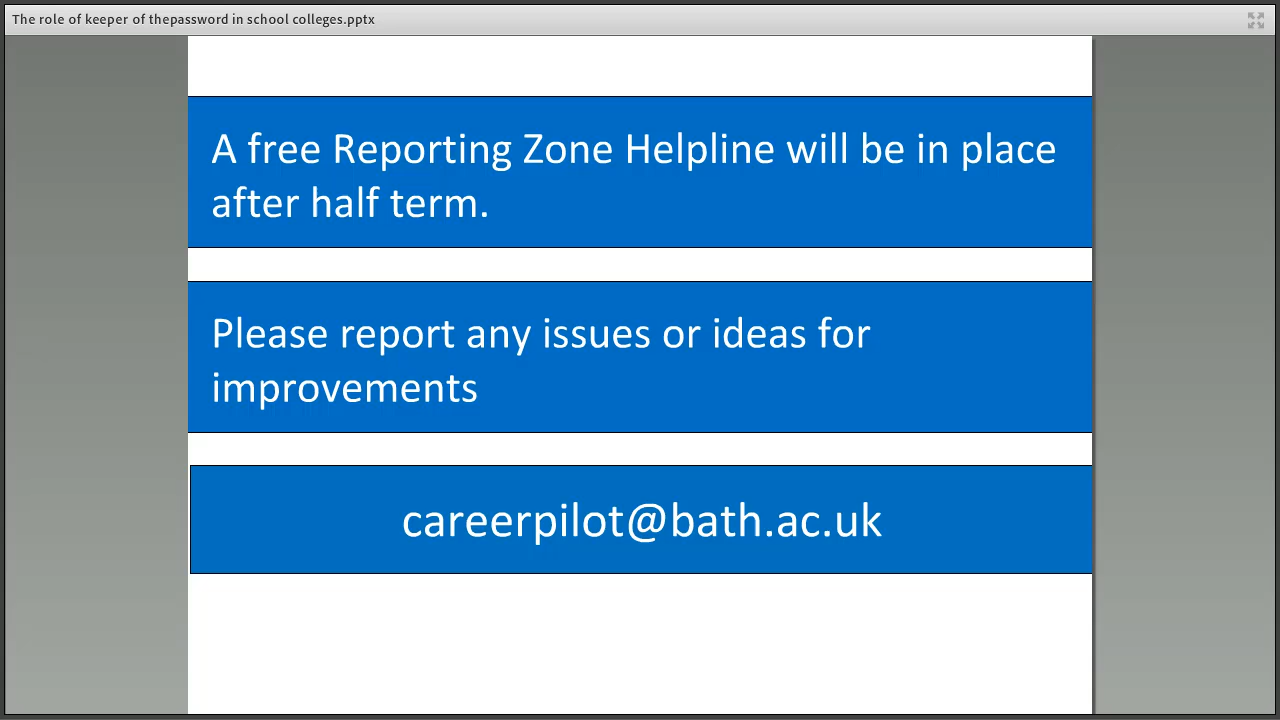 The role of keeper of thepassword in school colleges.pptx
A free Reporting Zone Helpline will be in place
after half term.
Please report any issues or ideas for
improvements
careerpilot@bath.ac.uk